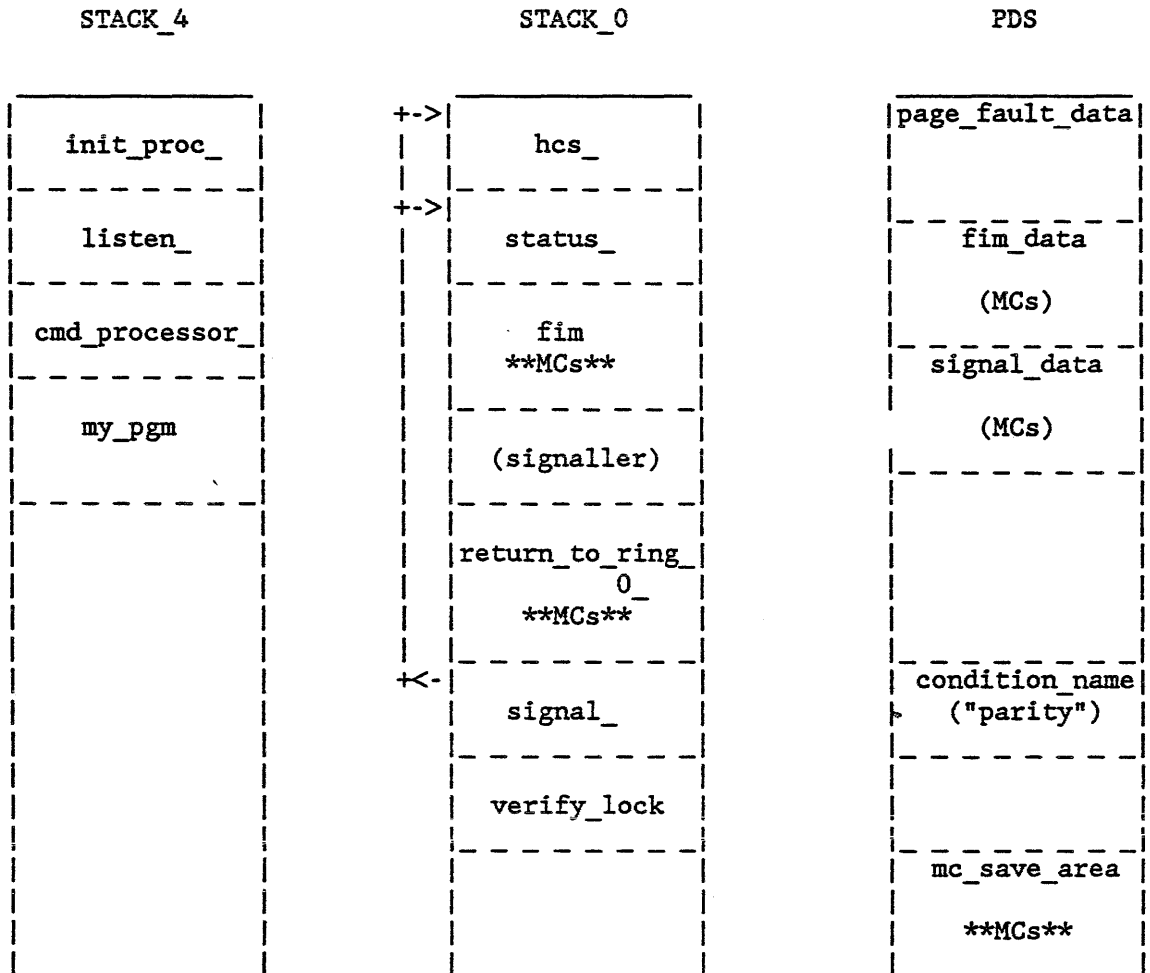 STACK_4 STACK_0 PDS
+-> page_fault_data
init_proc_ hcs_
+->
listen_ status_ fim_data
(MCs)
cmd_processor_ fim
**MCs** signal_data
my_pgm (MCs)
(signaller)
return_to_ring_
0_
**MCs**
+<- condition_name
signal_ ("parity")
verify_lock
mc_save_area
**MCs**